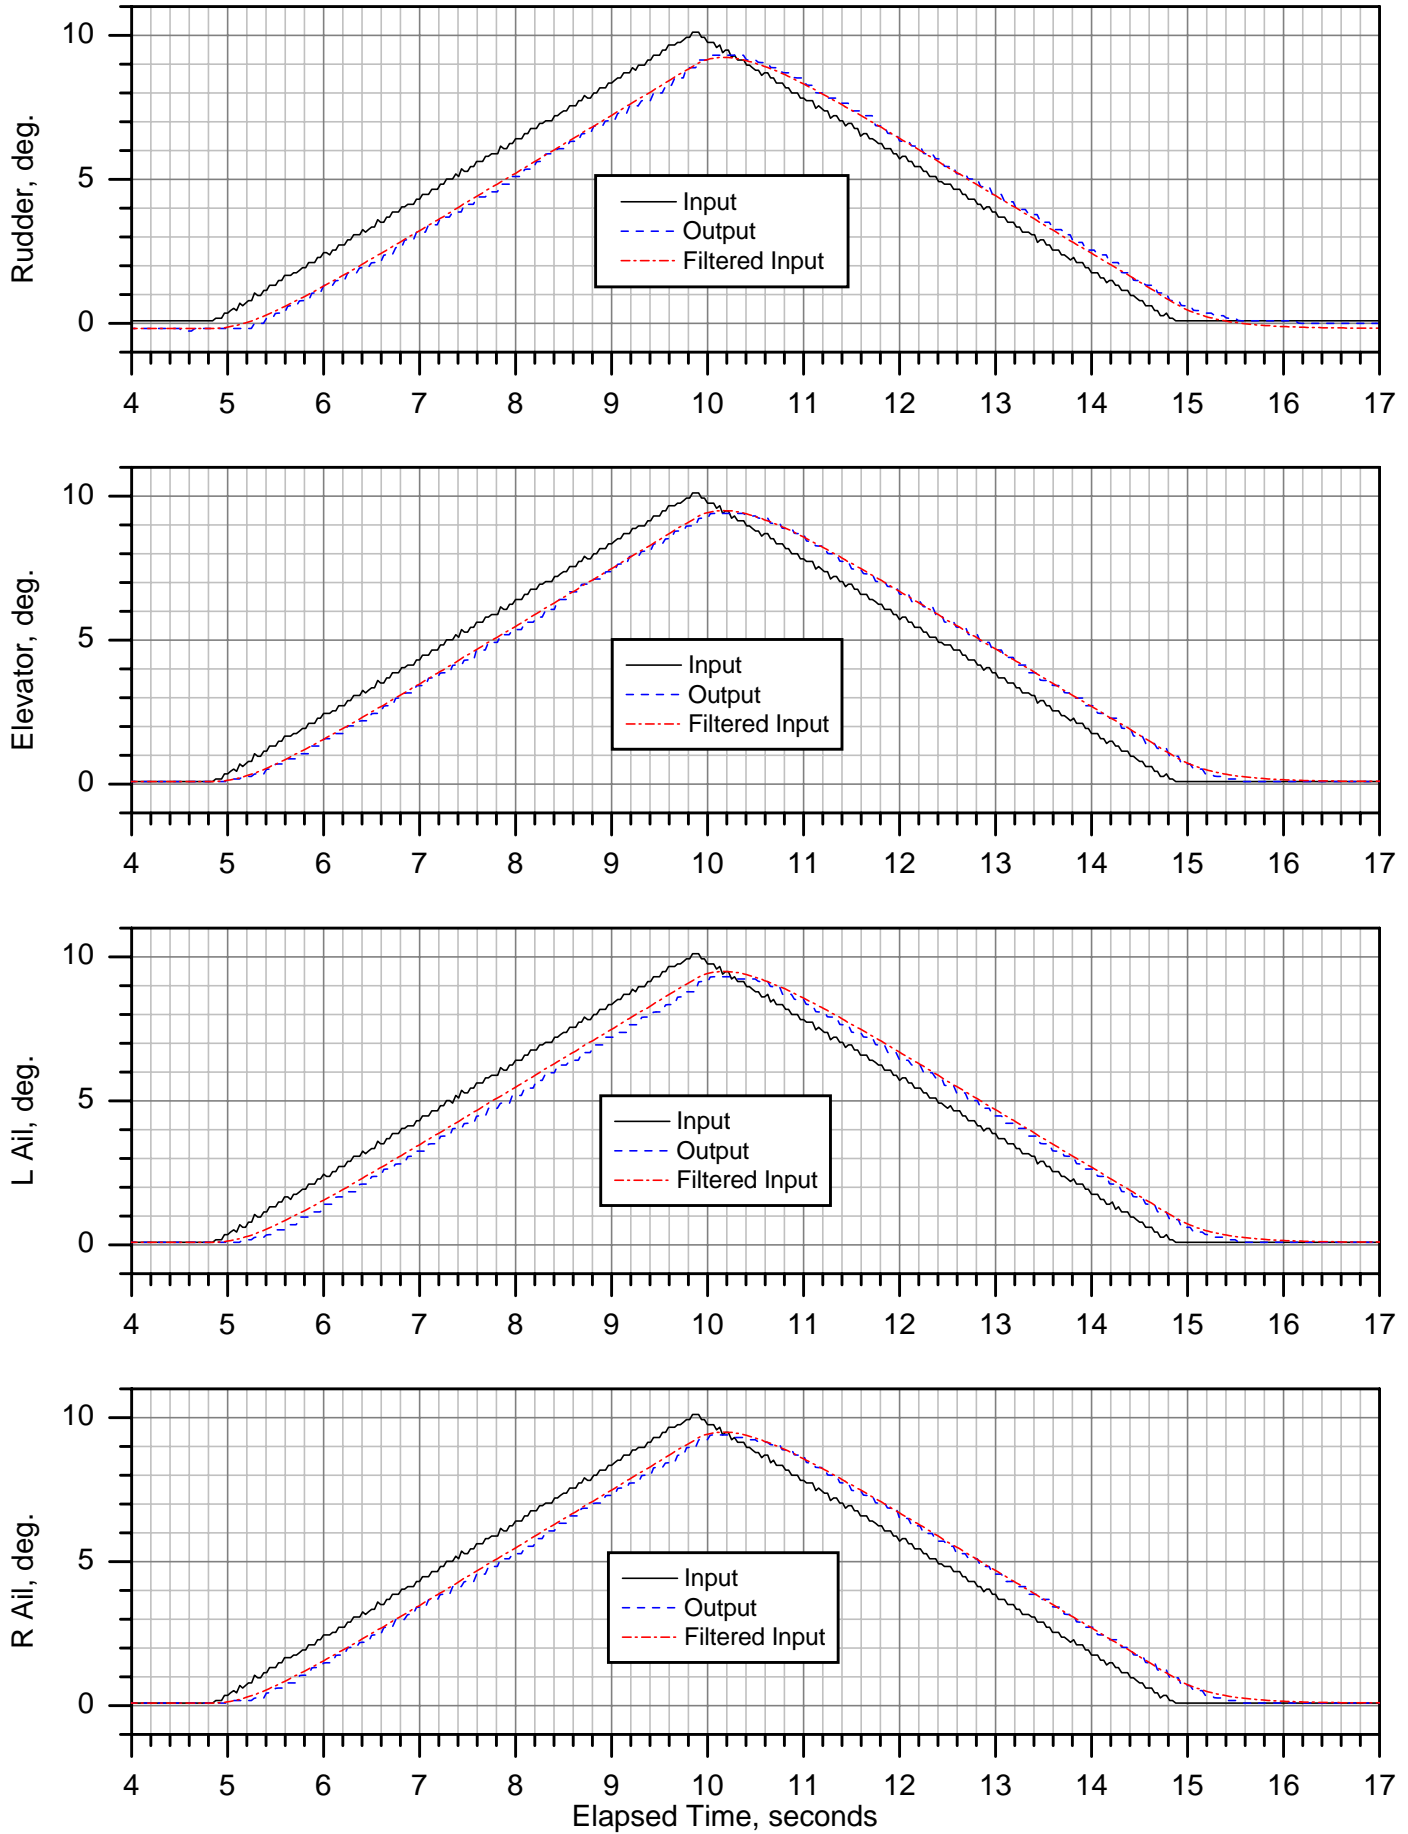 10
5
0
Rudder, deg.
Input
Output
Filtered Input
4 5 6 7 8 9 10 11 12 13 14 15 16 17
10
5
0
Elevator, deg.
Input
Output
Filtered Input
4 5 6 7 8 9 10 11 12 13 14 15 16 17
10
5
0
L Ail, deg.
Input
Output
Filtered Input
4 5 6 7 8 9 10 11 12 13 14 15 16 17
10
5
0
R Ail, deg.
Input
Output
Filtered Input
4 5 6 7 8 9 10 11 12 13 14 15 16 17
Elapsed Time, seconds